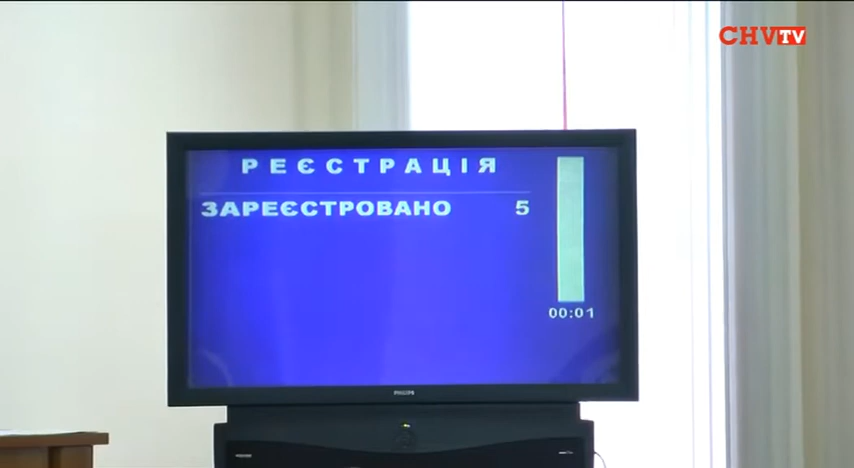 CHVTV
РЕЄСТРАЦІЯ
ЗАРЕЄСТРОВАНО 5
00:01
PHILIPS